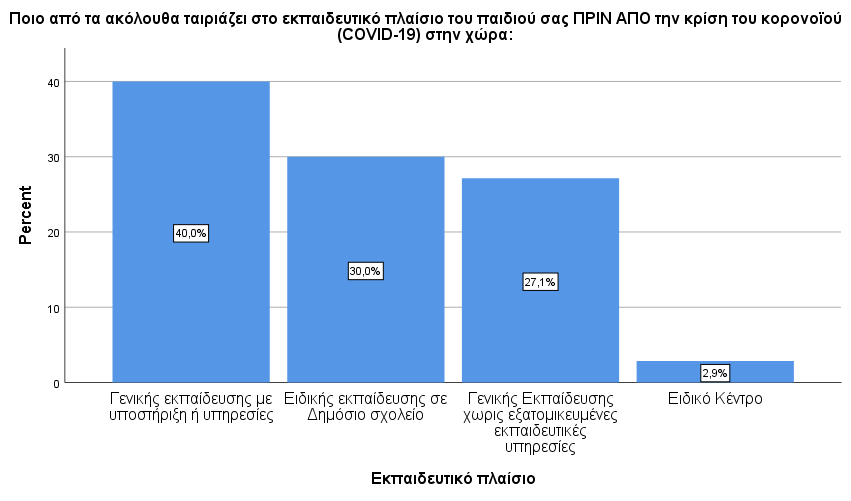 Ποιο από τα ακόλουθα ταιριάζει στο εκπαιδευτικό πλαίσιο του παιδιού σας ΠΡΙΝ ΑΠΟ την κρίση του κορονοϊού
(COVID-19) στην χώρα:
40
30
20
10
0
Percent
40,0%
30,0%
27,1%
2,9%
Γενικής εκπαίδευσης με
υποστήριξη ή υπηρεσίες
Ειδικής εκπαίδευσης σε
Δημόσιο σχολείο
Γενικής Εκπαίδευσης
χωρις εξατομικευμένες
εκπαιδευτικές
υπηρεσίες
Ειδικό Κέντρο
Εκπαιδευτικό πλαίσιο